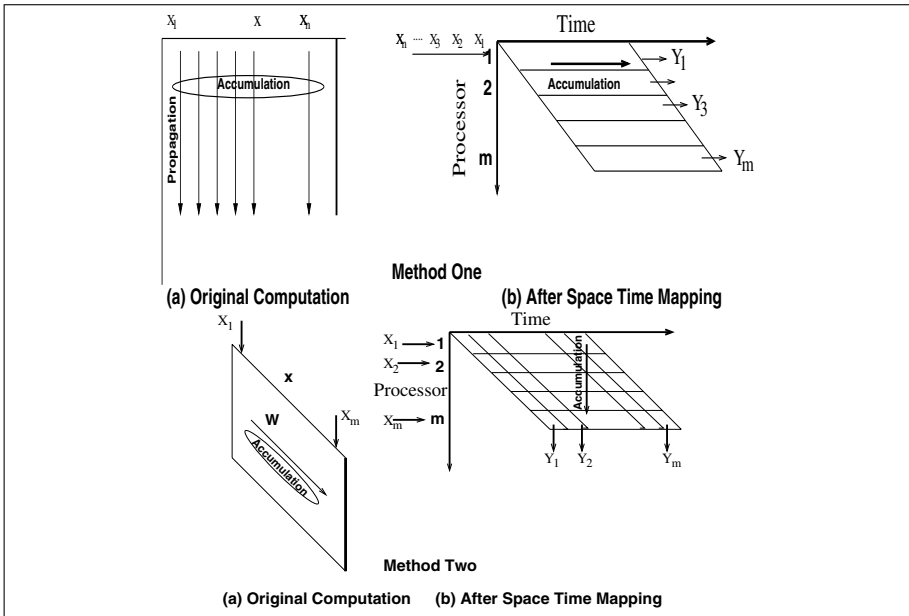 X1 X Xn
Propagation
Accumulation
Time
Xn .... X3 X2 X1
Processor
1
2
m
Accumulation
Y1
Y3
Ym
Method One
(a) Original Computation
(b) After Space Time Mapping
X1
X
W
Xm
Accumulation
Time
X1 1
X2 2
Processor
Xm m
Accumulation
Y1 Y2 Ym
Method Two
(a) Original Computation (b) After Space Time Mapping